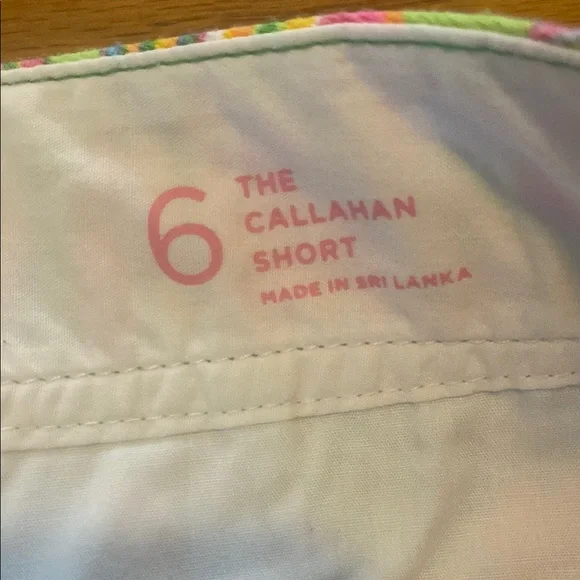 6
THE
CALLAHAN
SHORT
MADE IN SRI LANKA